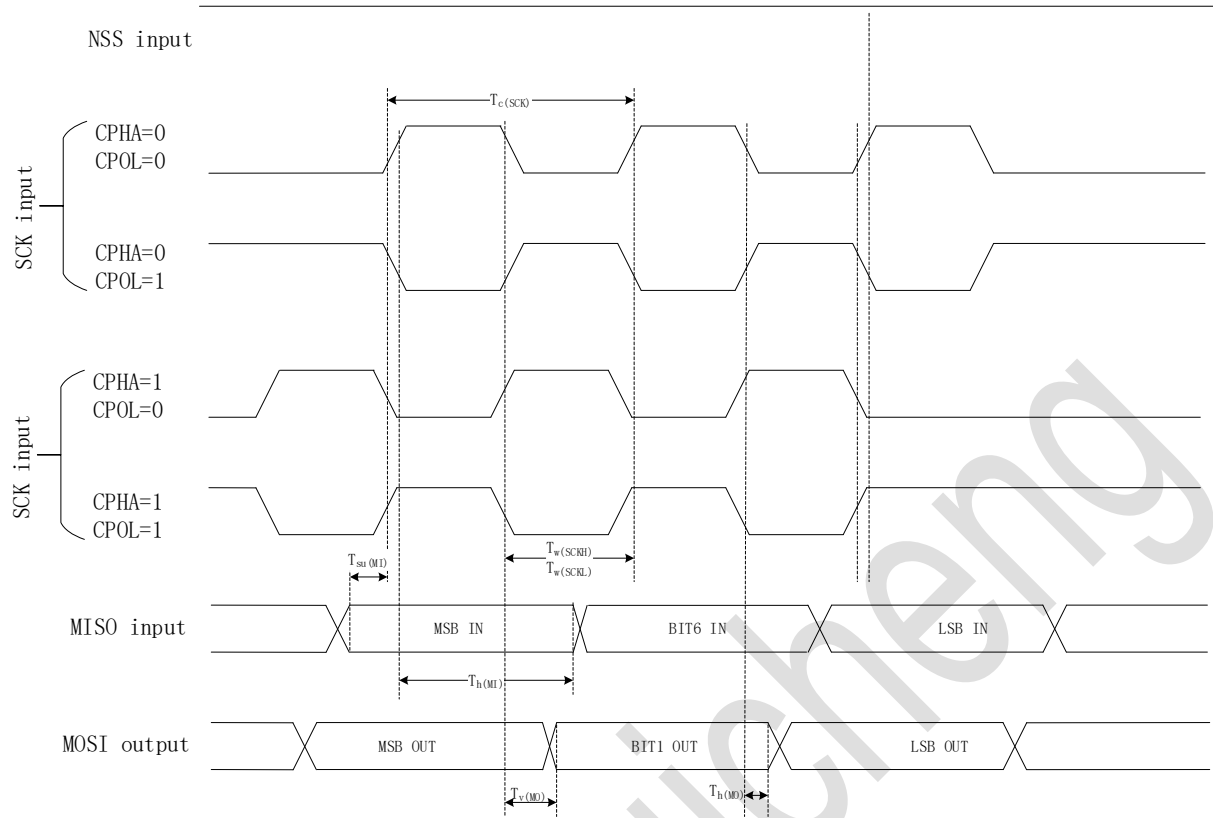 NSS input
Tc(SCK)
SCK input
CPHA=0
CPOL=0
CPHA=0
CPOL=1
SCK input
CPHA=1
CPOL=0
CPHA=1
CPOL=1
Tw(SCKH)
Tw(SCKL)
Tsu(MI)
MISO input
MSB IN
BIT6 IN
LSB IN
Th(MI)
MOSI output
MSB OUT
BIT1 OUT
LSB OUT
Tv(MO)
Th(MO)